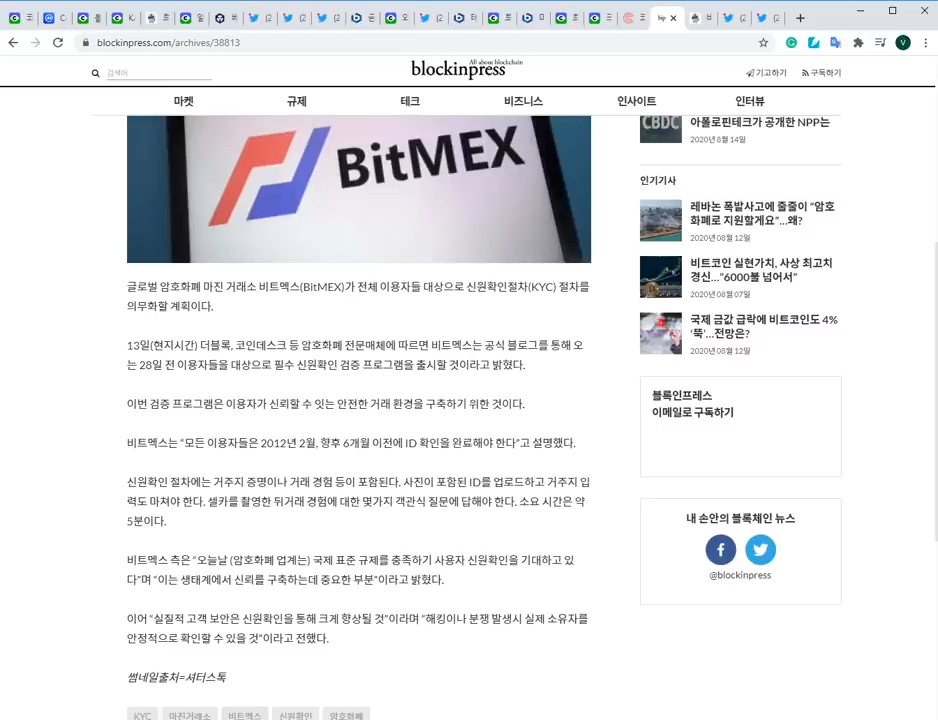 blockinpress.com/archives/38813
검색어
All about blockchain
blockinpress
기고하기
구독하기
마켓 규제 테크 비즈니스 인사이트 인터뷰
BitMEX
글로벌 암호화폐 마진 거래소 비트멕스(BitMEX)가 전체 이용자들 대상으로 신원확인절차(KYC) 절차를
의무화할 계획이다.
13일(현지시간) 더블록, 코인데스크 등 암호화폐 전문매체에 따르면 비트멕스는 공식 블로그를 통해 오
는 28일 전 이용자들을 대상으로 필수 신원확인 검증 프로그램을 출시할 것이라고 밝혔다.
이번 검증 프로그램은 이용자가 신뢰할 수 잇는 안전한 거래 환경을 구축하기 위한 것이다.
비트멕스는 “모든 이용자들은 2012년 2월, 향후 6개월 이전에 ID 확인을 완료해야 한다”고 설명했다.
신원확인 절차에는 거주지 증명이나 거래 경험 등이 포함된다. 사진이 포함된 ID를 업로드하고 거주지 입
력도 마쳐야 한다. 셀카를 촬영한 뒤거래 경험에 대한 몇가지 객관식 질문에 답해야 한다. 소요 시간은 약
5분이다.
비트멕스 측은 “오늘날 (암호화폐 업계는) 국제 표준 규제를 충족하기 사용자 신원확인을 기대하고 있
다”며 “이는 생태계에서 신뢰를 구축하는데 중요한 부분”이라고 밝혔다.
이어 “실질적 고객 보안은 신원확인을 통해 크게 향상될 것”이라며 “해킹이나 분쟁 발생시 실제 소유자를
안정적으로 확인할 수 있을 것”이라고 전했다.
썸네일출처=셔터스톡
KYC 마진거래소 비트멕스 신원확인 암호화폐
CBDC
아폴로핀테크가 공개한 NPP는
2020년 8월 14일
인기기사
레바논 폭발사고에 줄줄이 “암호
화폐로 지원할게요”…왜?
2020년 08월 12일
비트코인 실현가치, 사상 최고치
경신…“6000불 넘어서”
2020년 08월 07일
국제 금값 급락에 비트코인도 4%
‘뚝’…전망은?
2020년 08월 12일
블록인프레스
이메일로 구독하기
내 손안의 블록체인 뉴스
@blockinpress